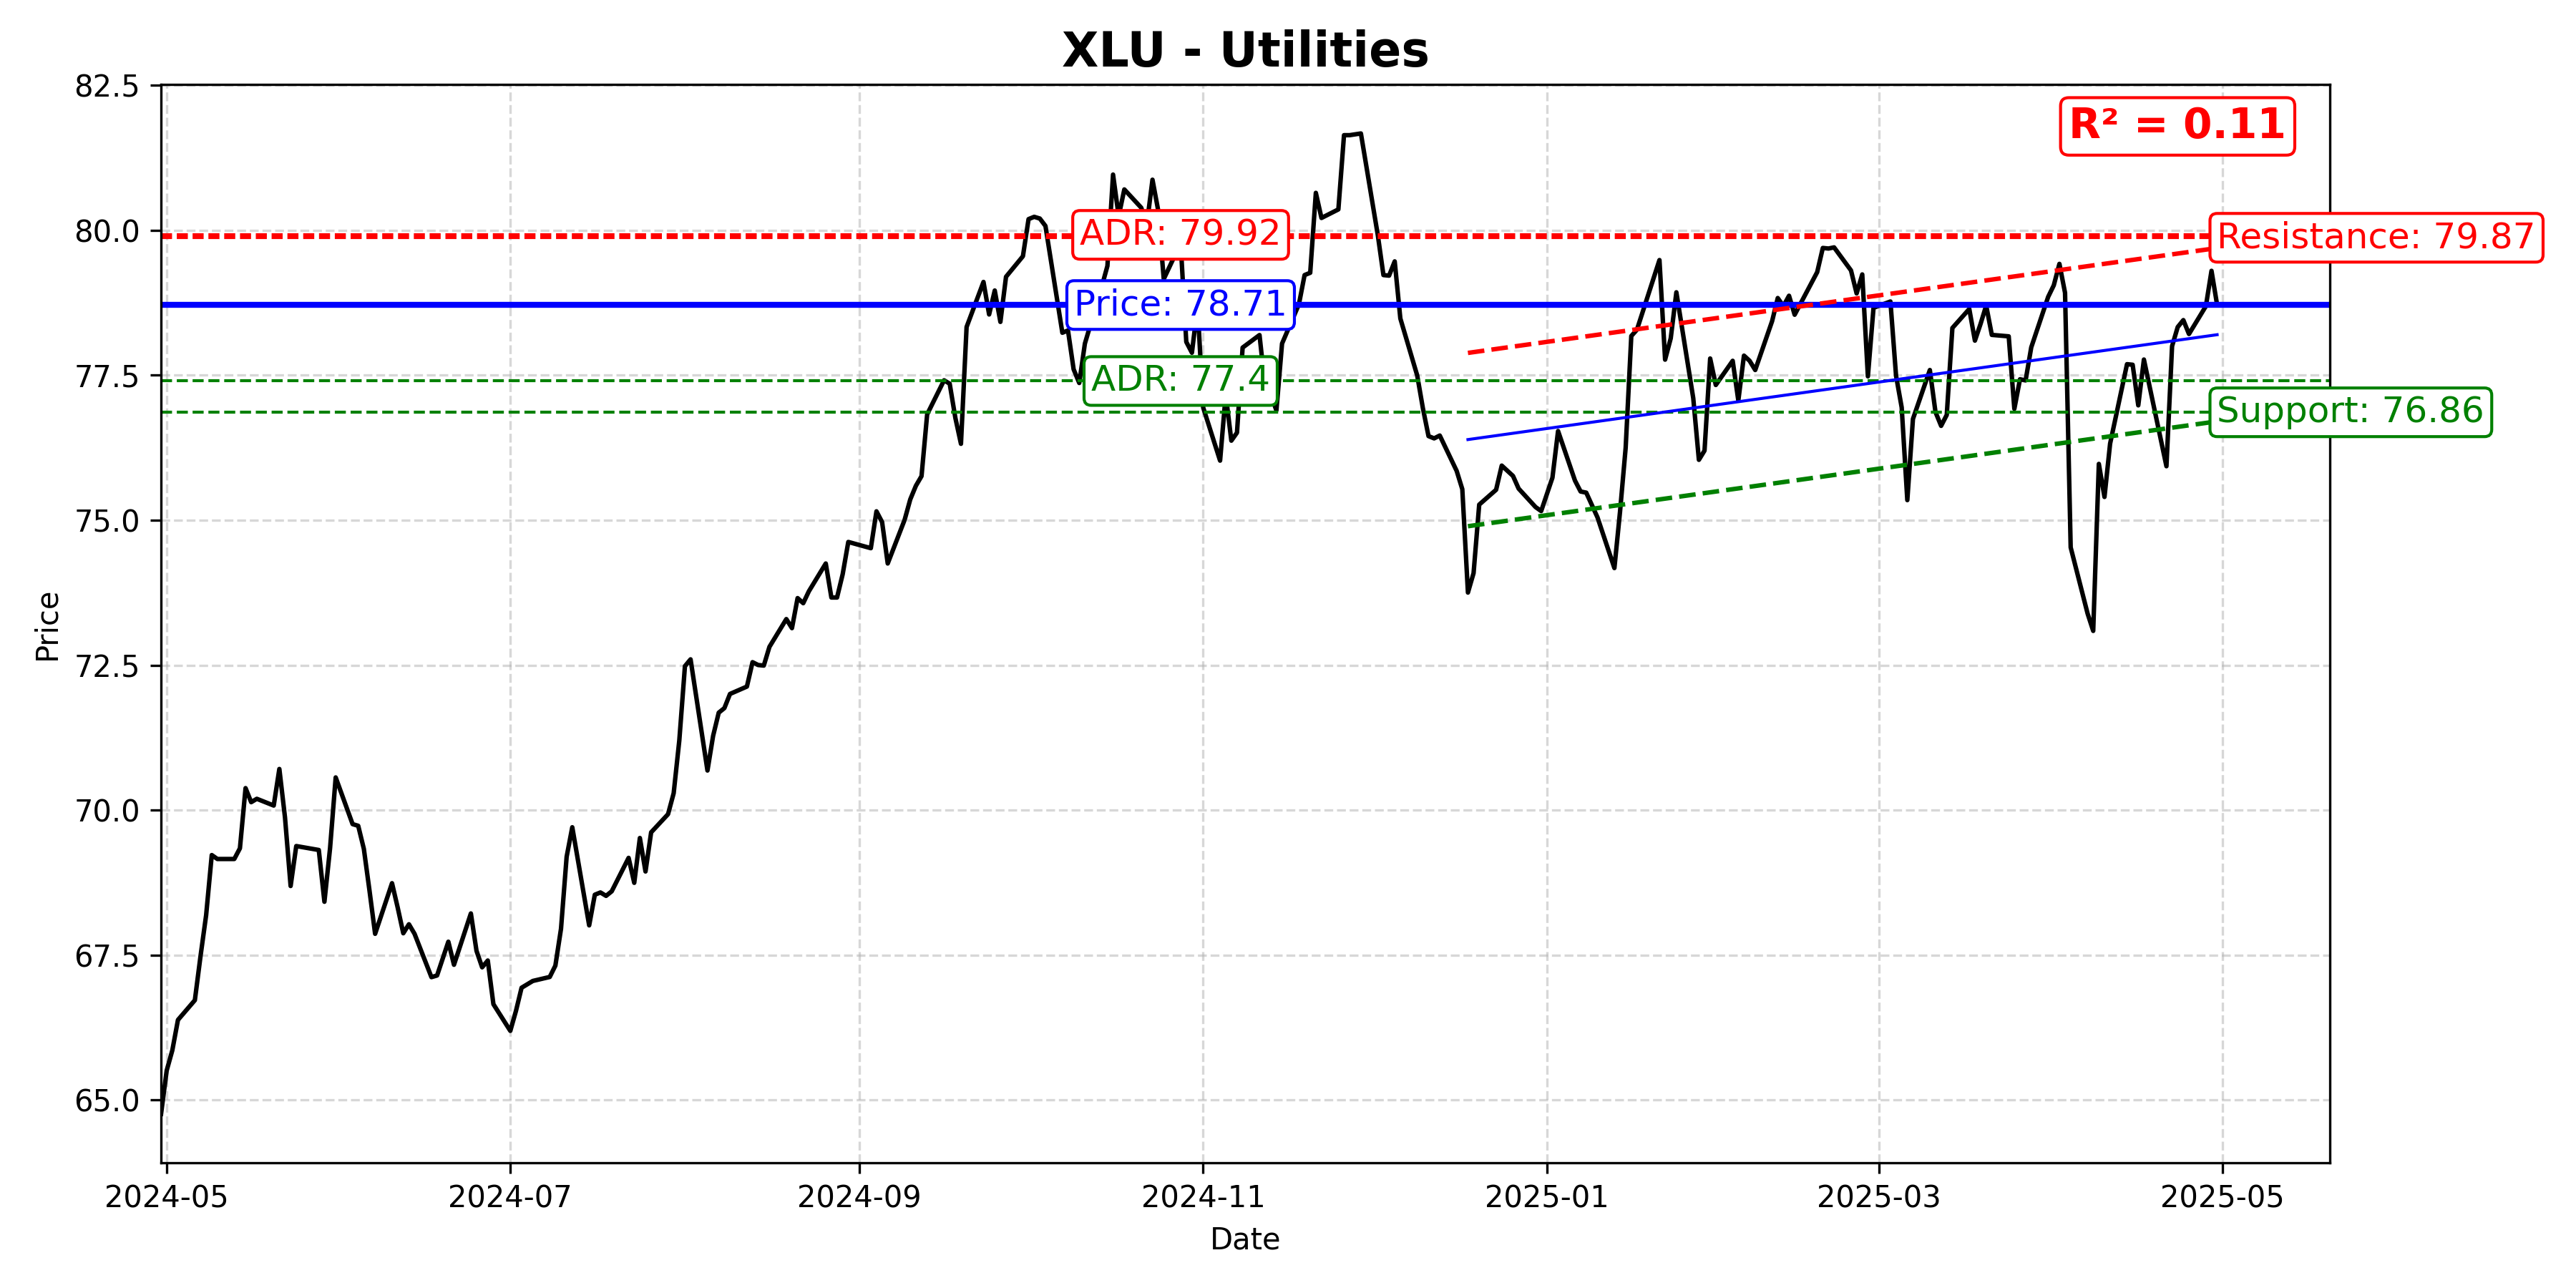 XLU - Utilities
R² = 0.11
82.5
80.0
77.5
75.0
72.5
70.0
67.5
65.0
Price
ADR: 79.92
Resistance: 79.87
Price: 78.71
ADR: 77.4
Support: 76.86
2024-05
2024-07
2024-09
2024-11
2025-01
2025-03
2025-05
Date